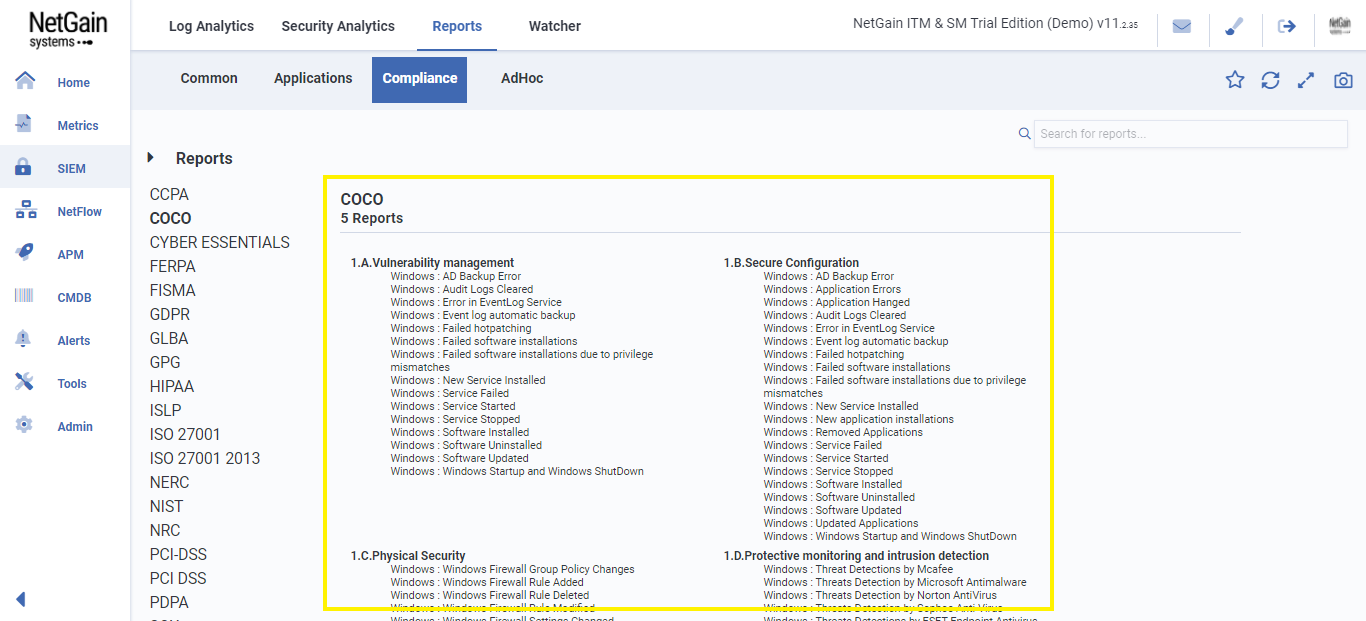 NetGain
systems
Log Analytics
Security Analytics
Reports
Watcher
NetGain ITM & SM Trial Edition (Demo) v11.2.35
NetGain
Home
Metrics
SIEM
NetFlow
APM
CMDB
Alerts
Tools
Admin
Common
Applications
Compliance
AdHoc
Search for reports...
Reports
CCPA
COCO
CYBER ESSENTIALS
FERPA
FISMA
GDPR
GLBA
GPG
HIPAA
ISLP
ISO 27001
ISO 27001 2013
NERC
NIST
NRC
PCI-DSS
PCI DSS
PDPA
COCO
5 Reports
1.A.Vulnerability management
Windows : AD Backup Error
Windows : Audit Logs Cleared
Windows : Error in EventLog Service
Windows : Event log automatic backup
Windows : Failed hotpatching
Windows : Failed software installations
Windows : Failed software installations due to privilege
mismatches
Windows : New Service Installed
Windows : Service Failed
Windows : Service Started
Windows : Service Stopped
Windows : Software Installed
Windows : Software Uninstalled
Windows : Software Updated
Windows : Windows Startup and Windows ShutDown
1.B.Secure Configuration
Windows : AD Backup Error
Windows : Application Errors
Windows : Application Hanged
Windows : Audit Logs Cleared
Windows : Error in EventLog Service
Windows : Event log automatic backup
Windows : Failed hotpatching
Windows : Failed software installations
Windows : Failed software installations due to privilege
mismatches
Windows : New Service Installed
Windows : New application installations
Windows : Removed Applications
Windows : Service Failed
Windows : Service Started
Windows : Service Stopped
Windows : Software Installed
Windows : Software Uninstalled
Windows : Software Updated
Windows : Updated Applications
Windows : Windows Startup and Windows ShutDown
1.C.Physical Security
Windows : Windows Firewall Group Policy Changes
Windows : Windows Firewall Rule Added
Windows : Windows Firewall Rule Deleted
Windows : Windows Firewall Rule Modified
Windows : Windows Firewall Settings Changed
1.D.Protective monitoring and intrusion detection
Windows : Threat Detections by Mcafee
Windows : Threats Detection by Microsoft Antimalware
Windows : Threats Detection by Norton AntiVirus
Windows : Threats Detection by Sophos Anti-Virus
Windows : Threats Detections by ESET Endpoint Antivirus